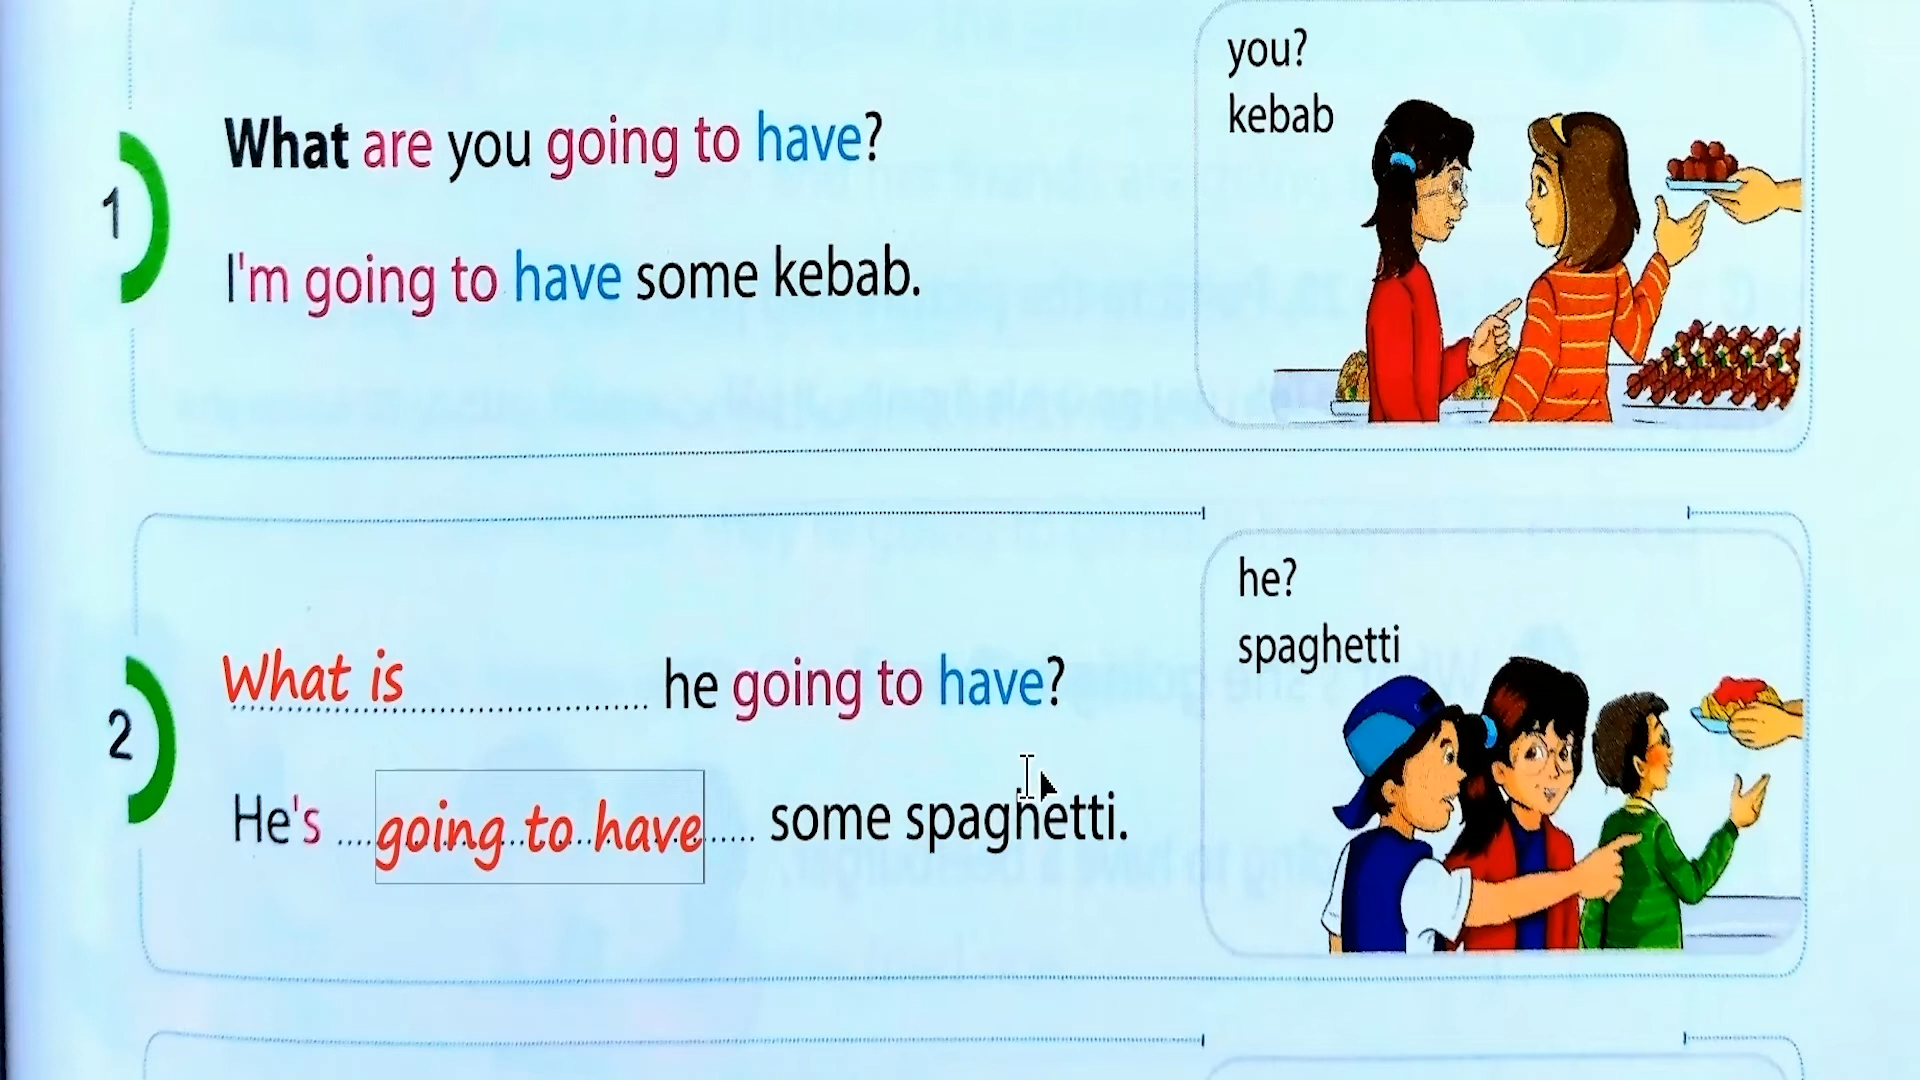 you?
kebab
1
What are you going to have?
I'm going to have some kebab.
he?
spaghetti
2
What is he going to have?
He's going to have some spaghetti.